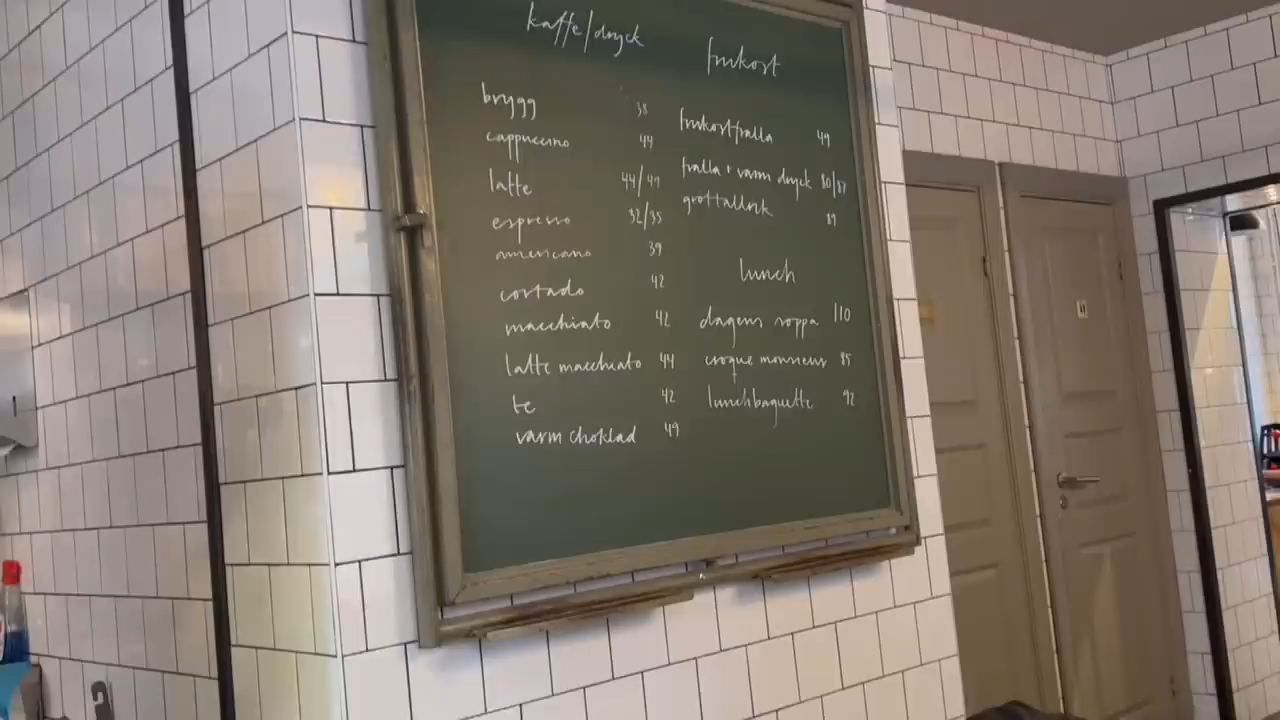 kaffe/dryck
brygg 38
cappuccino 44
latte 44/49
espresso 32/35
americano 39
cortado 42
macchiato 42
latte macchiato 44
te 42
varm choklad 49
frukost
frukostfralla 49
fralla + varm dryck 80/87
grottallrik 89
lunch
dagens soppa 110
croque monsieur 85
lunchbaguette 92